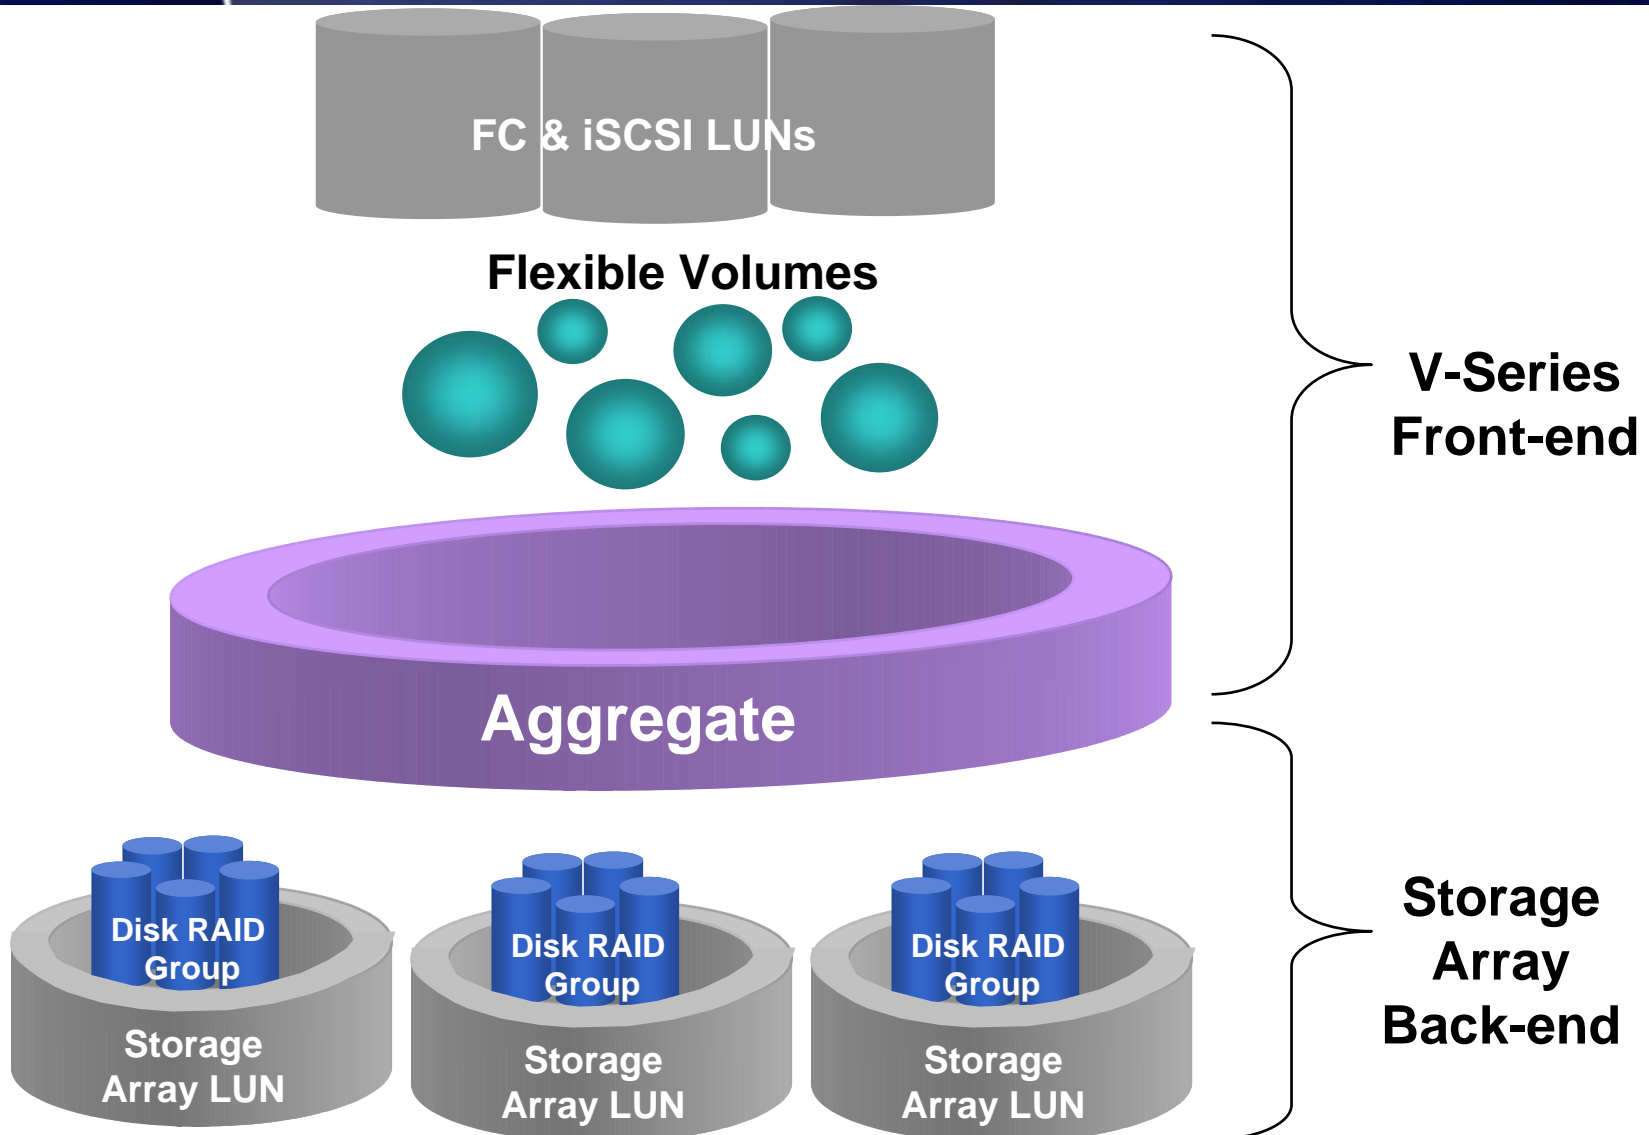 FC & iSCSI LUNs
Flexible Volumes
V-Series
Front-end
Aggregate
Disk RAID
Group
Storage
Array LUN
Disk RAID
Group
Storage
Array LUN
Disk RAID
Group
Storage
Array LUN
Storage
Array
Back-end